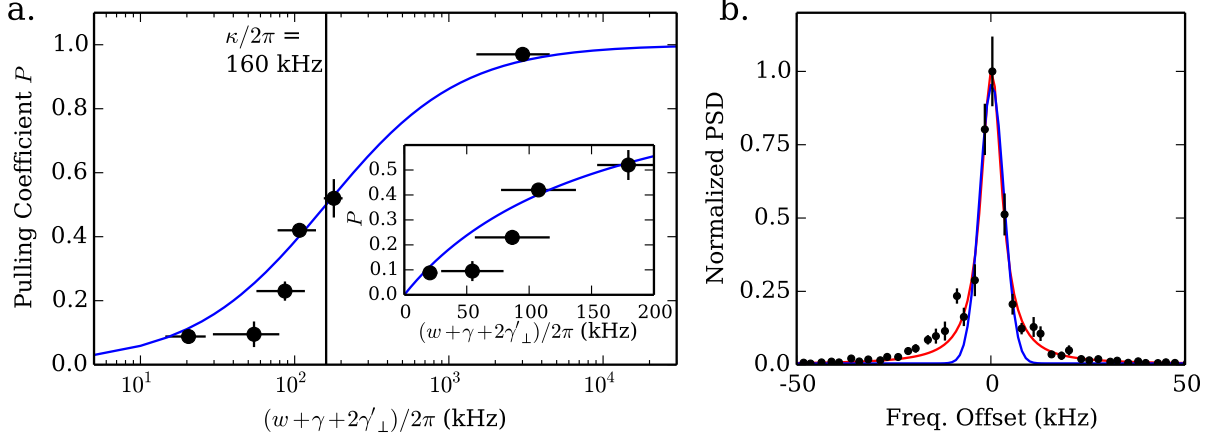 a.
κ/2π =
160 kHz
Pulling Coefficient P
1.0
0.8
0.6
0.4
0.2
0.0
10¹ 10² 10³ 10⁴
(w+γ+2γ′⊥)/2π (kHz)
P
0.5
0.4
0.3
0.2
0.1
0.0
0 50 100 150 200
(w+γ+2γ′⊥)/2π (kHz)
b.
Normalized PSD
1.0
0.75
0.5
0.25
0.0
-50 0 50
Freq. Offset (kHz)